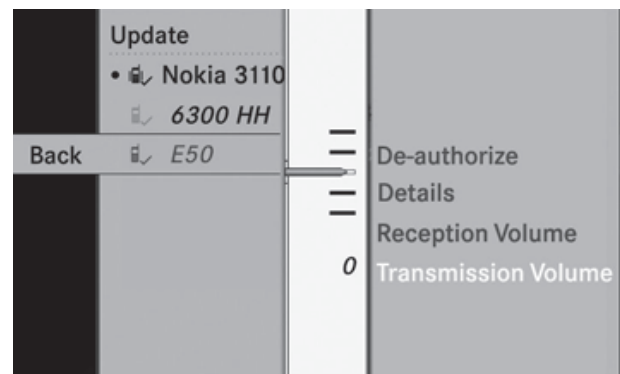 Update
• Nokia 3110
6300 HH
Back
E50
De-authorize
Details
Reception Volume
0
Transmission Volume